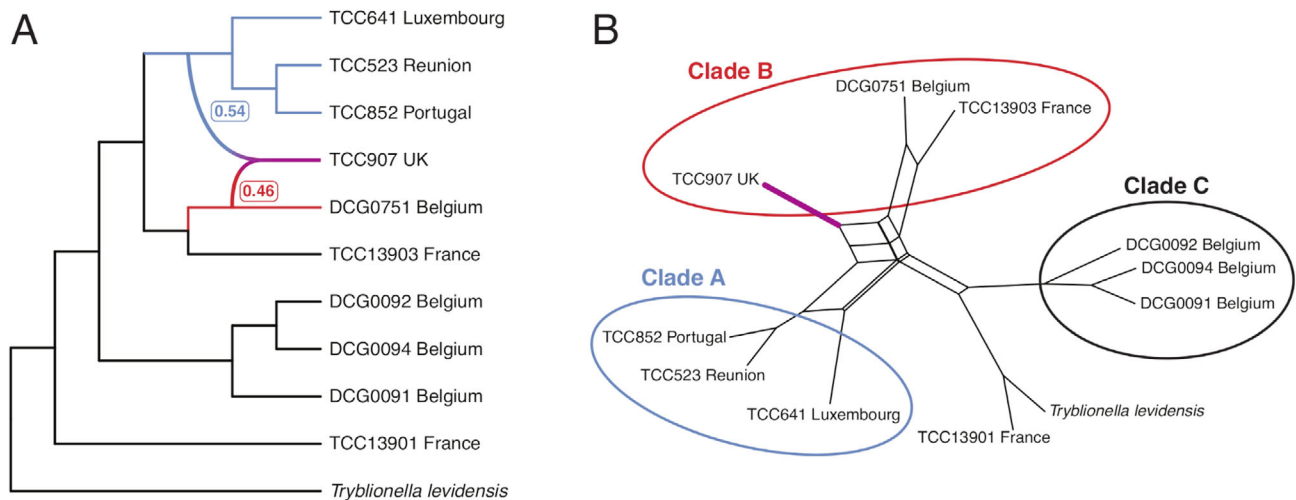 A
TCC641 Luxembourg
TCC523 Reunion
TCC852 Portugal
0.54
TCC907 UK
0.46
DCG0751 Belgium
TCC13903 France
DCG0092 Belgium
DCG0094 Belgium
DCG0091 Belgium
TCC13901 France
Tryblionella levidensis
B
Clade B
DCG0751 Belgium
TCC13903 France
TCC907 UK
Clade C
DCG0092 Belgium
DCG0094 Belgium
DCG0091 Belgium
Clade A
TCC852 Portugal
TCC523 Reunion
TCC641 Luxembourg
Tryblionella levidensis
TCC13901 France